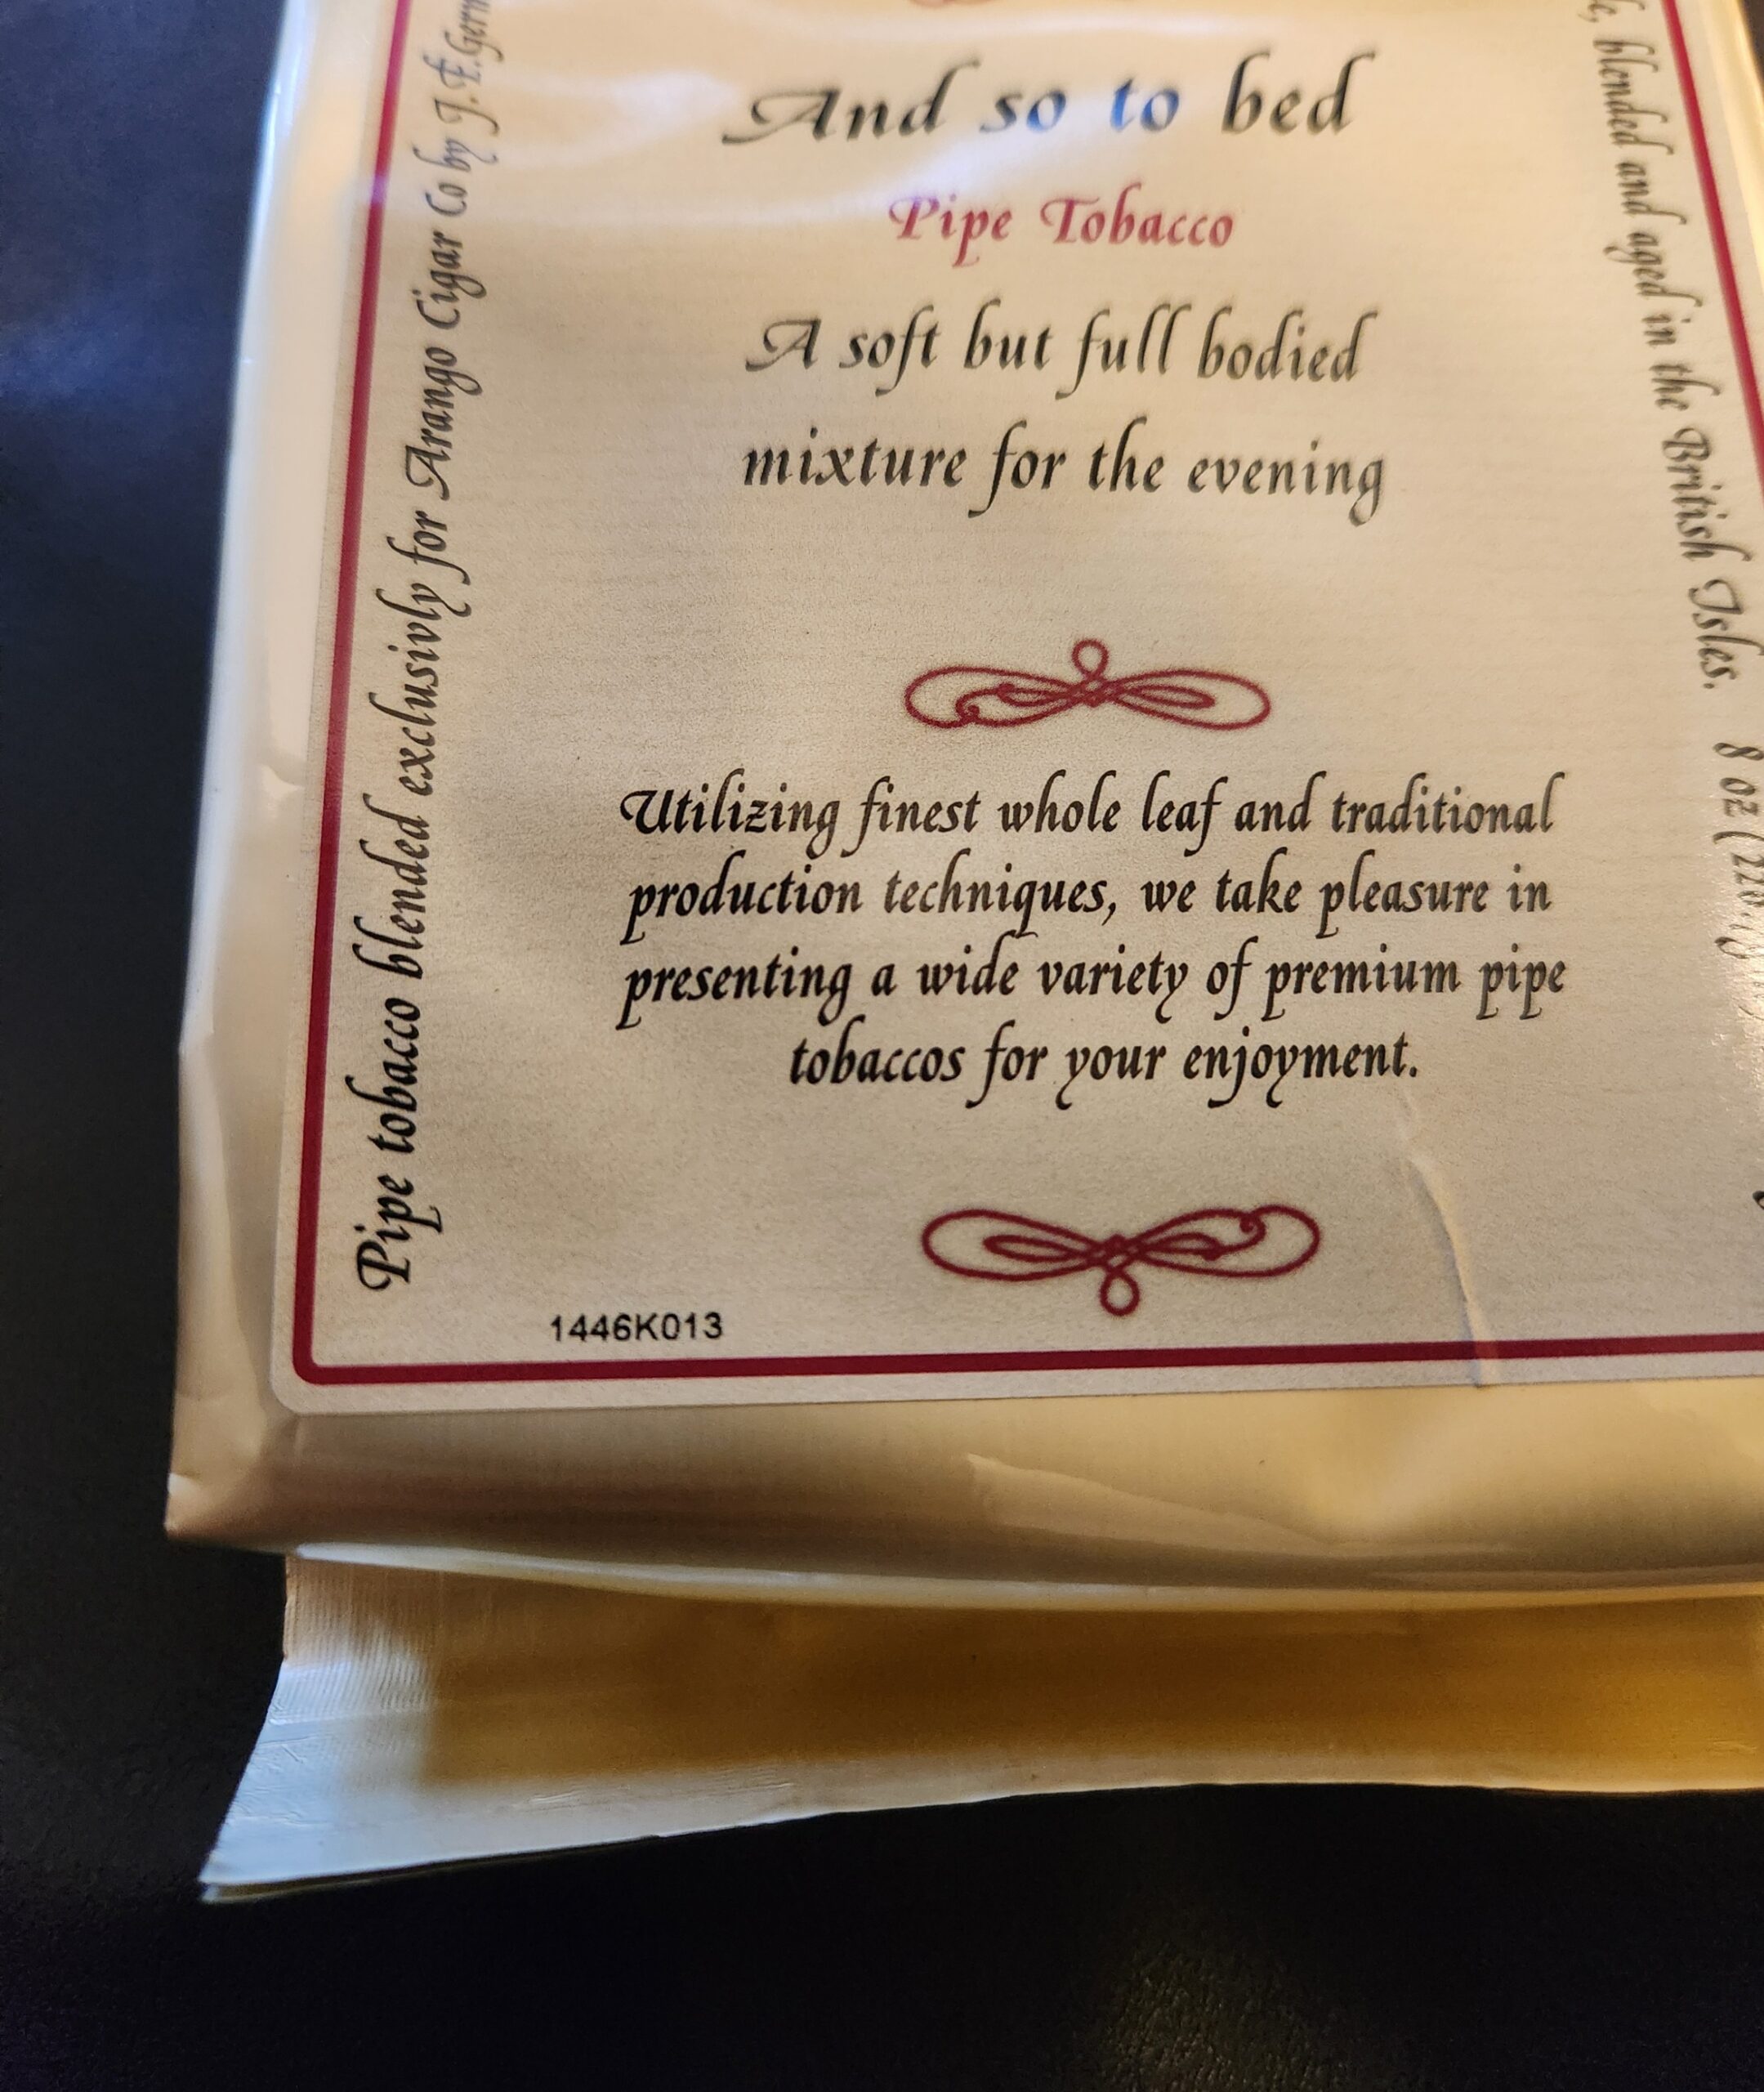 And so to bed
Pipe Tobacco
A soft but full bodied
mixture for the evening
Utilizing finest whole leaf and traditional
production techniques, we take pleasure in
presenting a wide variety of premium pipe
tobaccos for your enjoyment.
1446K013
Pipe tobacco blended exclusivly for Arango Cigar Co by J.F.Germ
blended and aged in the British Isles. 8 oz